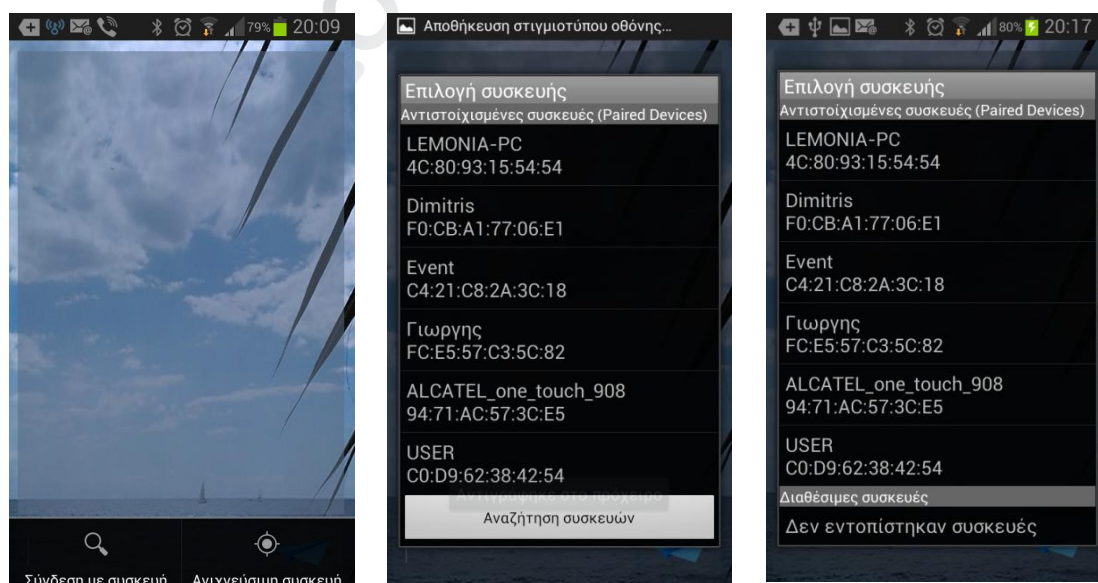 79% 20:09
Σύνδεση με συσκευή
Ανιχνεύσιμη συσκευή
Αποθήκευση στιγμιοτύπου οθόνης...
Επιλογή συσκευής
Αντιστοίχισμένες συσκευές (Paired Devices)
LEMONIA-PC
4C:80:93:15:54:54
Dimitris
F0:CB:A1:77:06:E1
Event
C4:21:C8:2A:3C:18
Γιωργης
FC:E5:57:C3:5C:82
ALCATEL_one_touch_908
94:71:AC:57:3C:E5
USER
C0:D9:62:38:42:54
Αντιγράφηκε στο πρόχειρο
Αναζήτηση συσκευών
80% 20:17
Επιλογή συσκευής
Αντιστοίχισμένες συσκευές (Paired Devices)
LEMONIA-PC
4C:80:93:15:54:54
Dimitris
F0:CB:A1:77:06:E1
Event
C4:21:C8:2A:3C:18
Γιωργης
FC:E5:57:C3:5C:82
ALCATEL_one_touch_908
94:71:AC:57:3C:E5
USER
C0:D9:62:38:42:54
Διαθέσιμες συσκευές
Δεν εντοπίστηκαν συσκευές